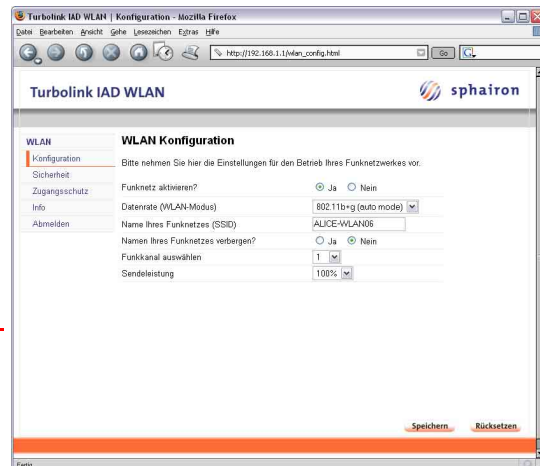 Turbolink IAD WLAN | Konfiguration - Mozilla Firefox
Datei Bearbeiten Ansicht Gehe Lesezeichen Extras Hilfe
http://192.168.1.1/wlan_config.html Go G
Turbolink IAD WLAN sphairon
WLAN
Konfiguration
Sicherheit
Zugangsschutz
Info
Abmelden
WLAN Konfiguration
Bitte nehmen Sie hier die Einstellungen für den Betrieb Ihres Funknetzwerkes vor.
Funknetz aktivieren? Ja Nein
Datenrate (WLAN-Modus) 802.11b+g (auto mode)
Name Ihres Funknetzes (SSID) ALICE-WLAN06
Namen Ihres Funknetzes verbergen? Ja Nein
Funkkanal auswählen 1
Sendeleistung 100%
Speichern Rücksetzen
Fertig